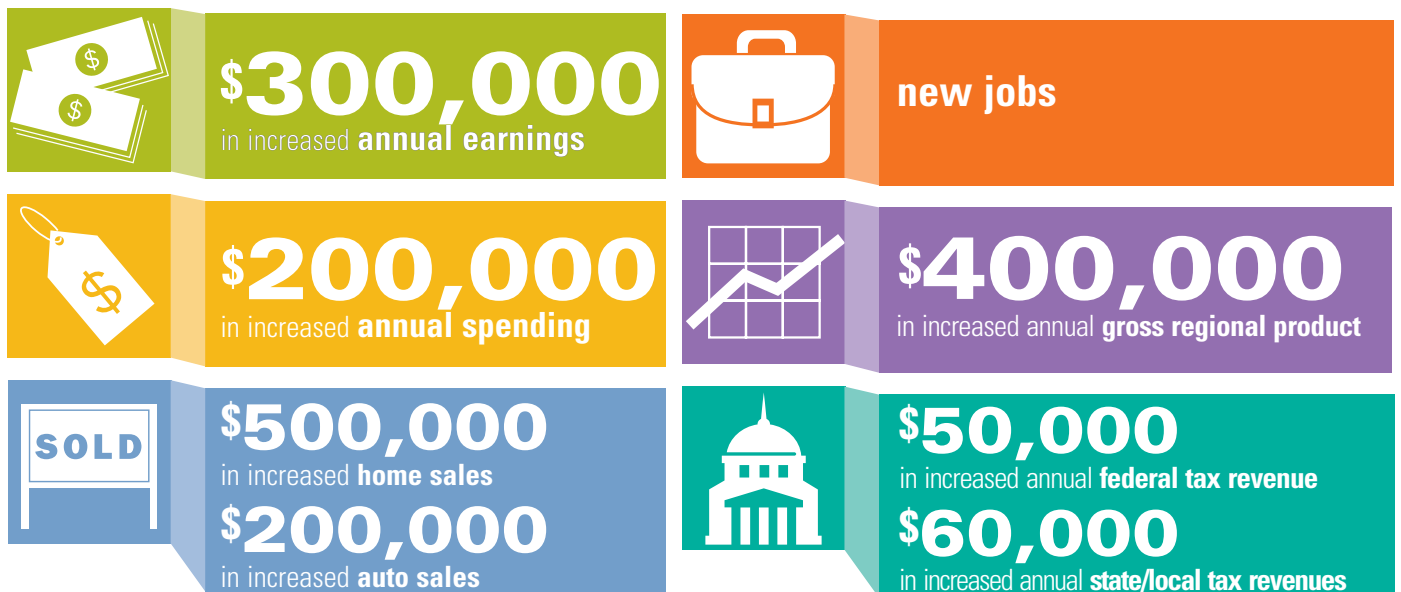 $300,000
in increased annual earnings
new jobs
$200,000
in increased annual spending
$400,000
in increased annual gross regional product
SOLD
$500,000
in increased home sales
$200,000
in increased auto sales
$50,000
in increased annual federal tax revenue
$60,000
in increased annual state/local tax revenues